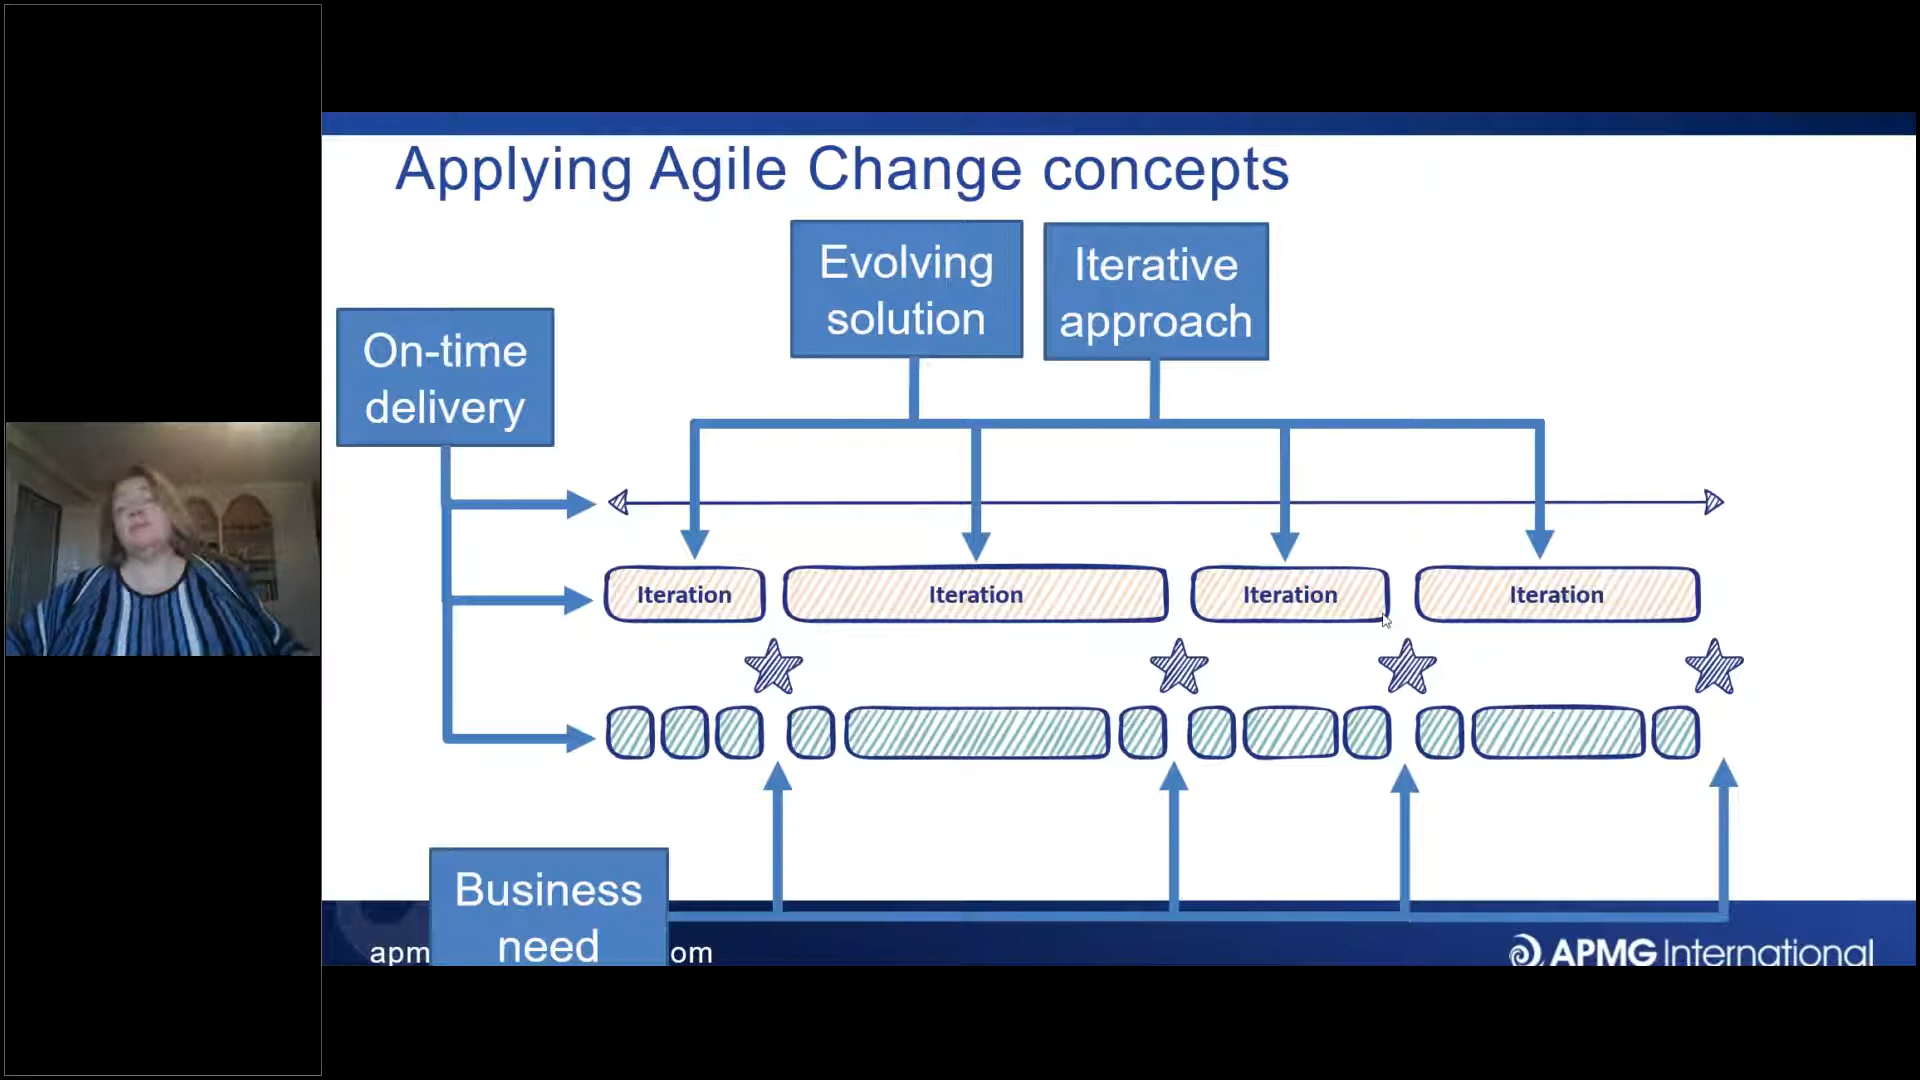 Applying Agile Change concepts
Evolving
solution
Iterative
approach
On-time
delivery
Iteration
Iteration
Iteration
Iteration
Business
need
apm
om
APMG International